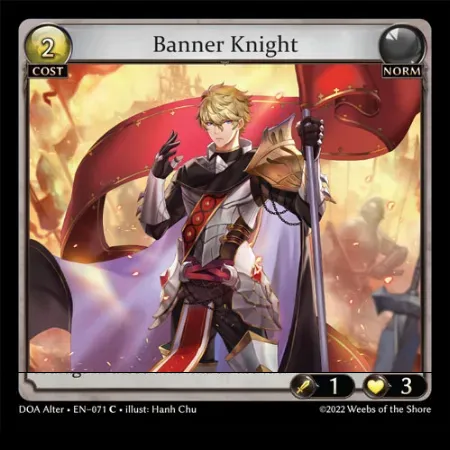 2
Banner Knight
COST
NORM
1
3
DOA Alter • EN-071 C • illust: Hanh Chu
©2022 Weebs of the Shore